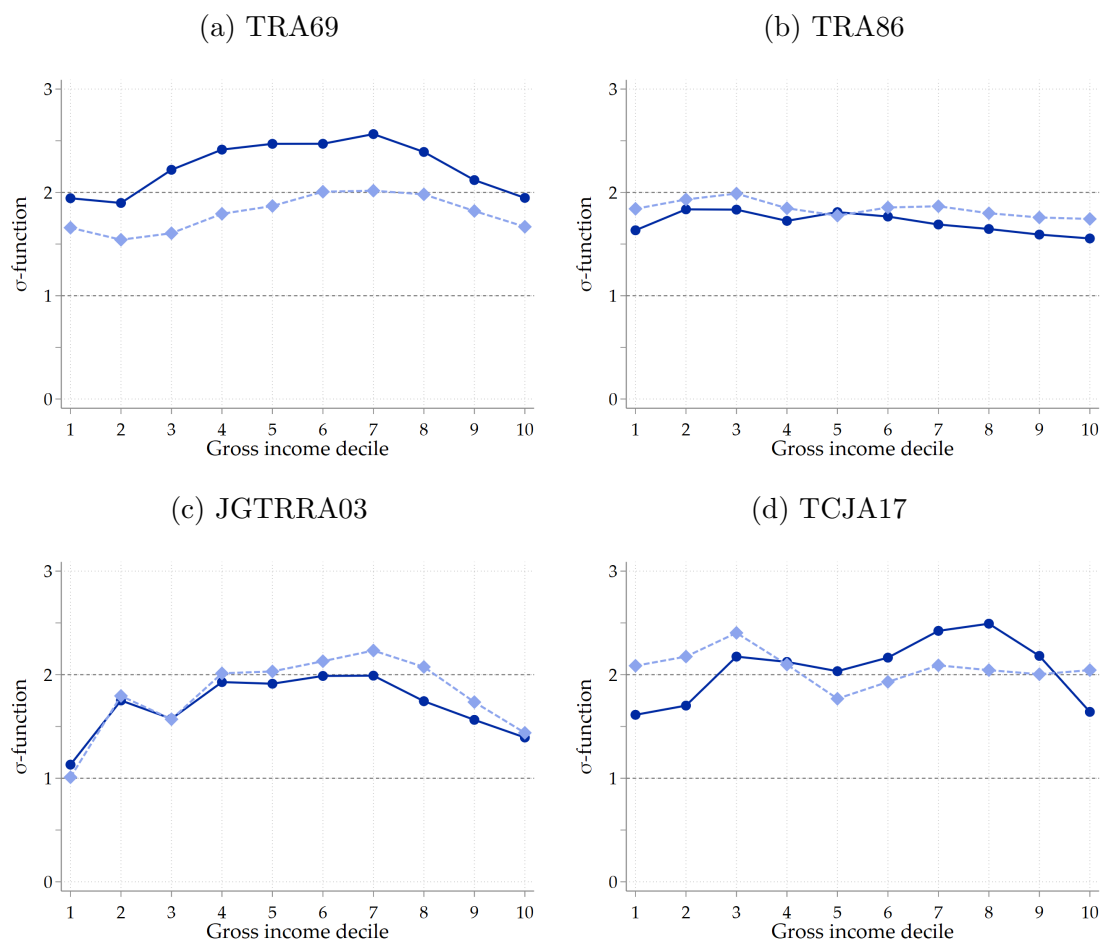 (a) TRA69
3
2
1
0
σ-function
1 2 3 4 5 6 7 8 9 10
Gross income decile
(b) TRA86
3
2
1
0
σ-function
1 2 3 4 5 6 7 8 9 10
Gross income decile
(c) JGTRRA03
3
2
1
0
σ-function
1 2 3 4 5 6 7 8 9 10
Gross income decile
(d) TCJA17
3
2
1
0
σ-function
1 2 3 4 5 6 7 8 9 10
Gross income decile